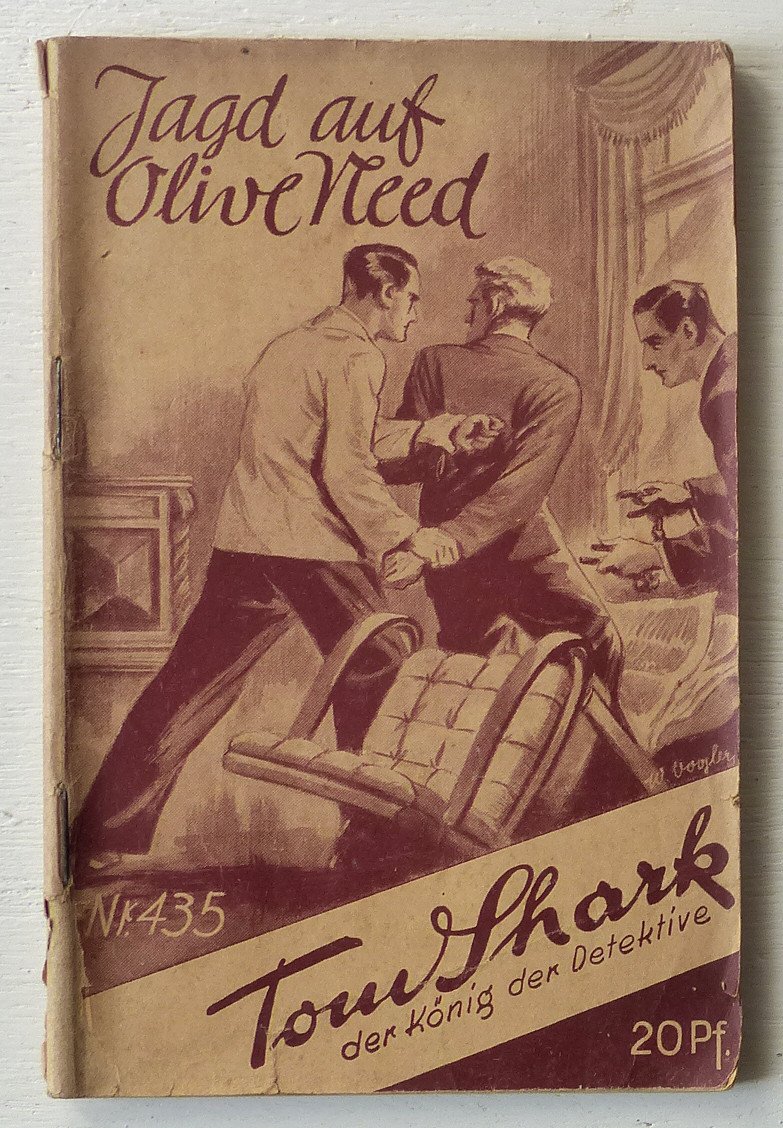 Jagd auf
Olive Need
W. Vogler
Nr. 435
Tom Shark
der König der Detektive
20 Pf.